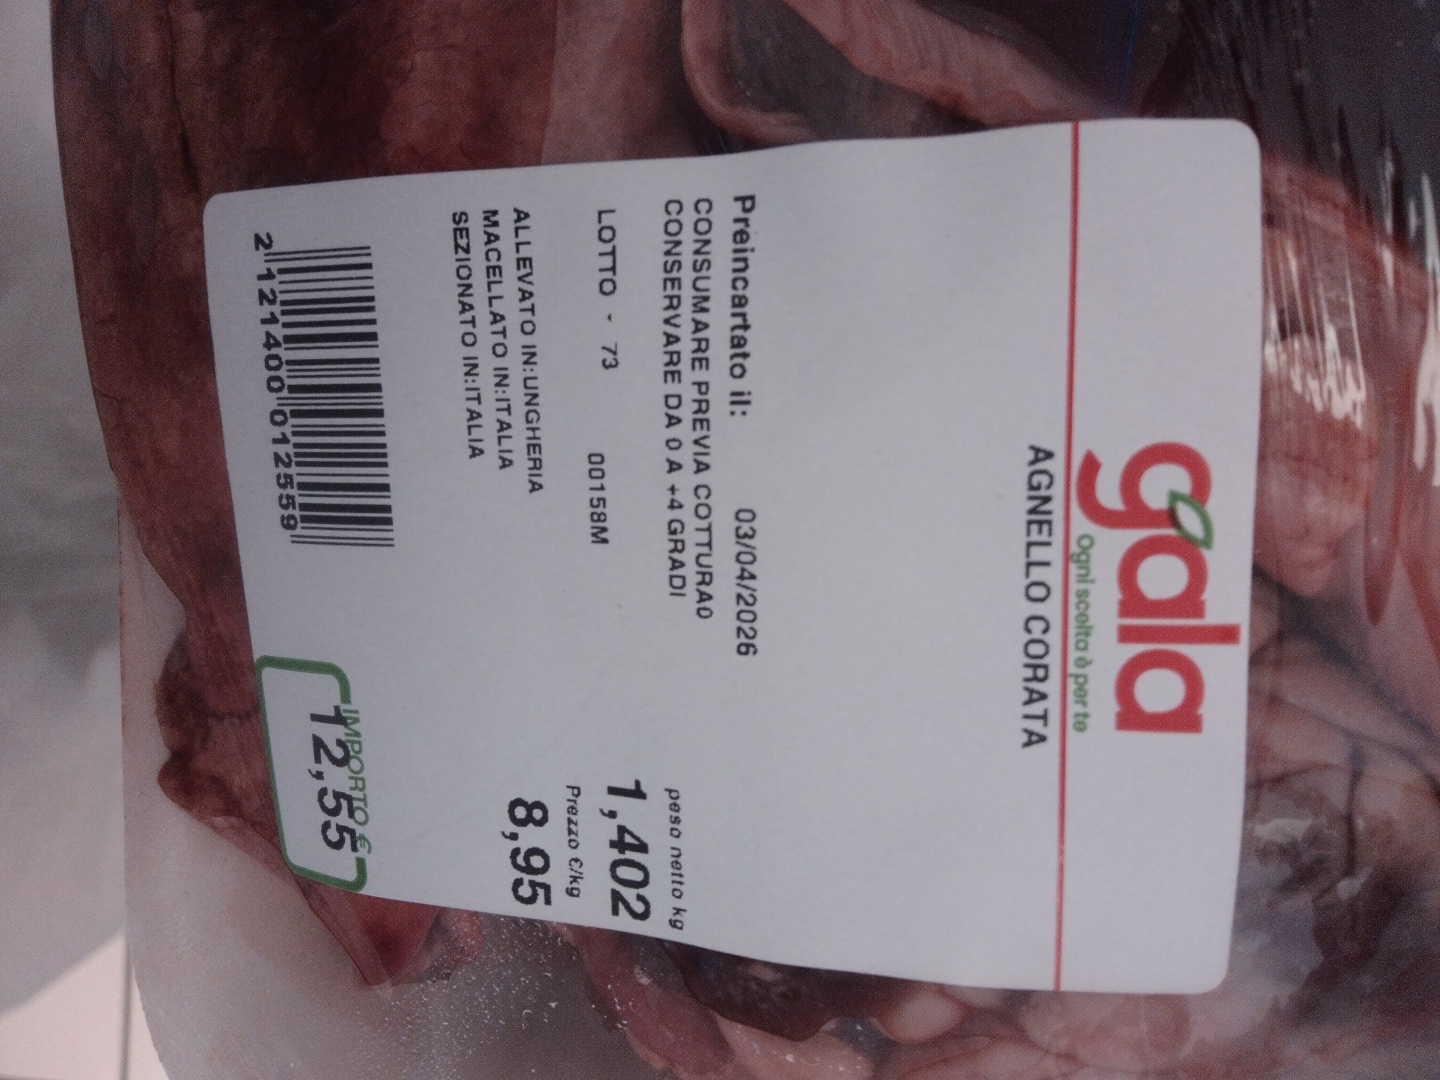 gala
Ogni scelta è per te
AGNELLO CORATA
Preincartato il: 03/04/2026
CONSUMARE PREVIA COTTURA0
CONSERVARE DA 0 A +4 GRADI
peso netto kg
LOTTO - 73 00158M
1,402
Prezzo €/kg
8,95
ALLEVATO IN:UNGHERIA
MACELLATO IN:ITALIA
SEZIONATO IN:ITALIA
IMPORTO €
12,55
2 121400 012559